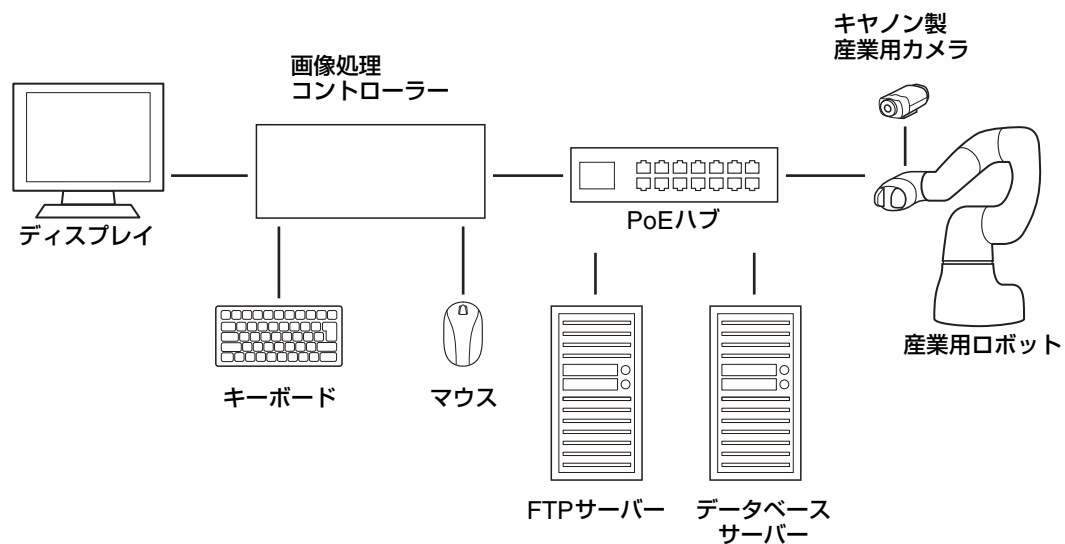 キヤノン製
産業用カメラ
画像処理
コントローラー
ディスプレイ
PoEハブ
産業用ロボット
キーボード
マウス
FTPサーバー
データベース
サーバー